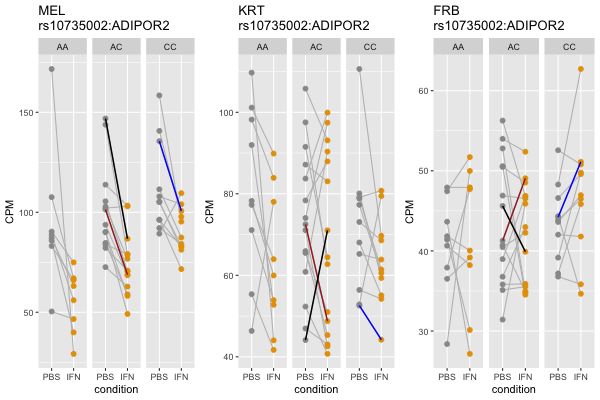 MEL
rs10735002:ADIPOR2
AA AC CC
CPM
150
100
50
PBS IFN PBS IFN PBS IFN
condition
KRT
rs10735002:ADIPOR2
AA AC CC
CPM
100
80
60
40
PBS IFN PBS IFN PBS IFN
condition
FRB
rs10735002:ADIPOR2
AA AC CC
CPM
60
50
40
30
PBS IFN PBS IFN PBS IFN
condition